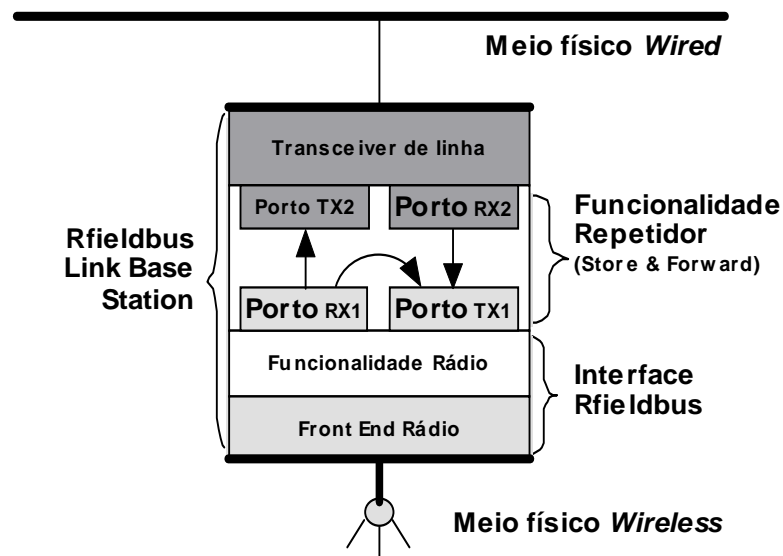 Meio físico Wired
Transceiver de linha
Porto TX2
Porto RX2
Rfieldbus
Link Base
Station
Funcionalidade
Repetidor
(Store & Forward)
Porto RX1
Porto TX1
Funcionalidade Rádio
Front End Rádio
Interface
Rfieldbus
Meio físico Wireless